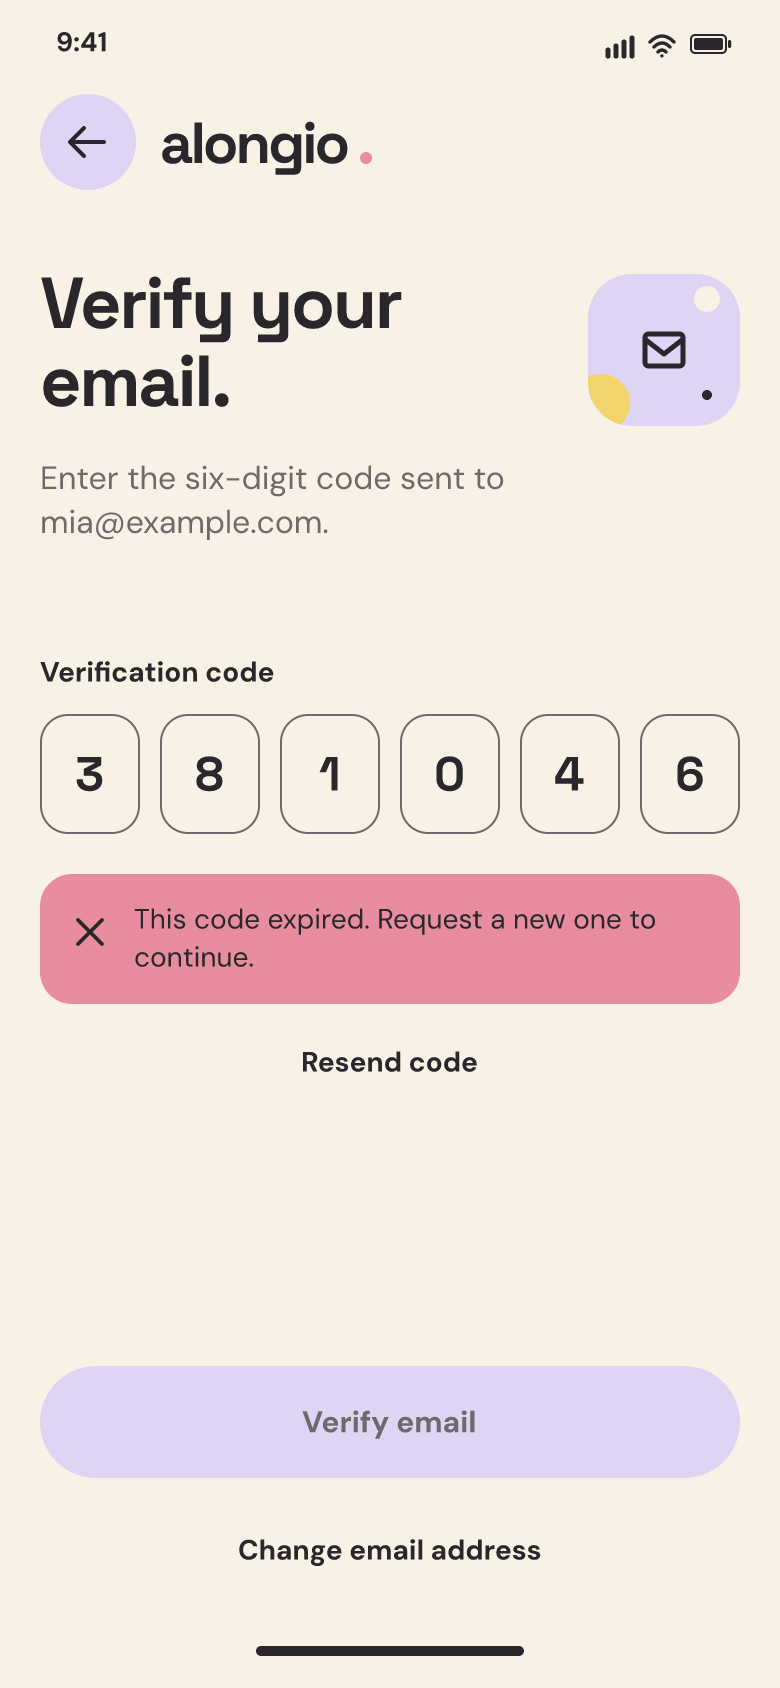 9:41
alongio.
Verify your
email.
Enter the six-digit code sent to
mia@example.com.
Verification code
3 8 1 0 4 6
This code expired. Request a new one to
continue.
Resend code
Verify email
Change email address